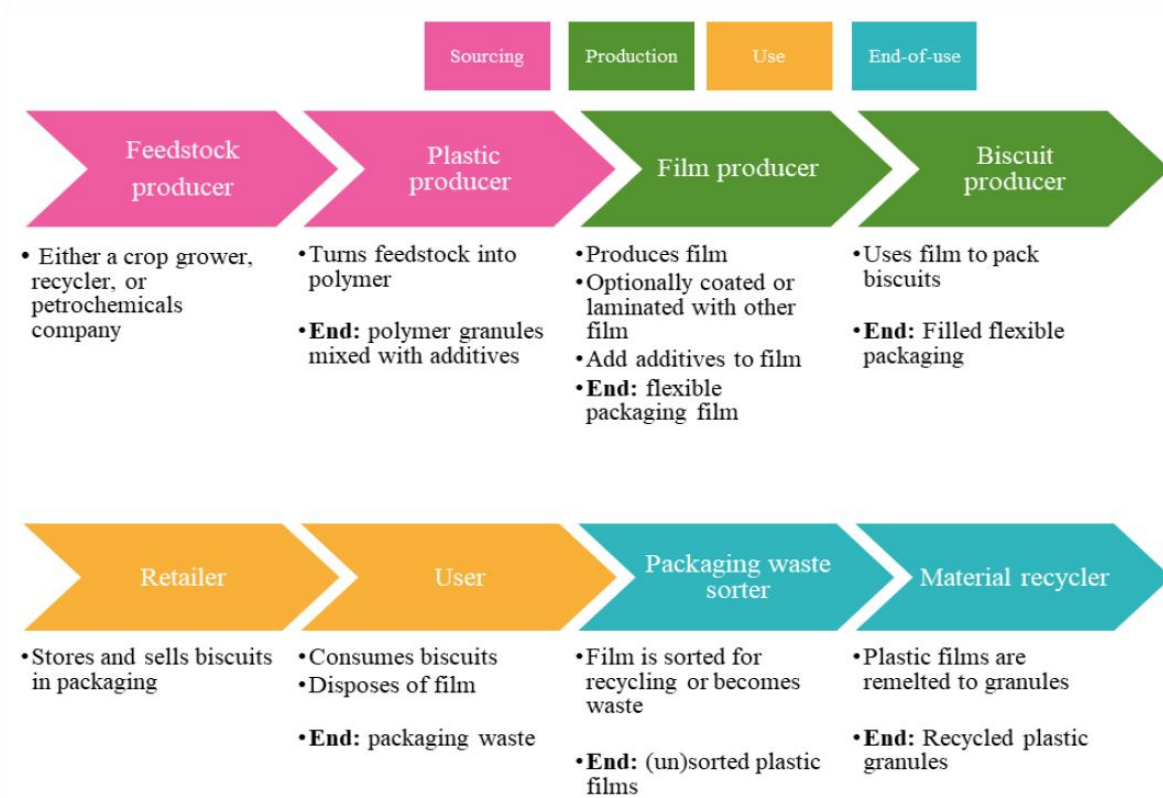 Sourcing
Production
Use
End-of-use
Feedstock
producer
Plastic
producer
Film producer
Biscuit
producer
• Either a crop grower,
recycler, or
petrochemicals
company
•Turns feedstock into
polymer
•End: polymer granules
mixed with additives
•Produces film
•Optionally coated or
laminated with other
film
•Add additives to film
•End: flexible
packaging film
•Uses film to pack
biscuits
•End: Filled flexible
packaging
Retailer
User
Packaging waste
sorter
Material recycler
•Stores and sells biscuits
in packaging
•Consumes biscuits
•Disposes of film
•End: packaging waste
•Film is sorted for
recycling or becomes
waste
•End: (un)sorted plastic
films
•Plastic films are
remelted to granules
•End: Recycled plastic
granules